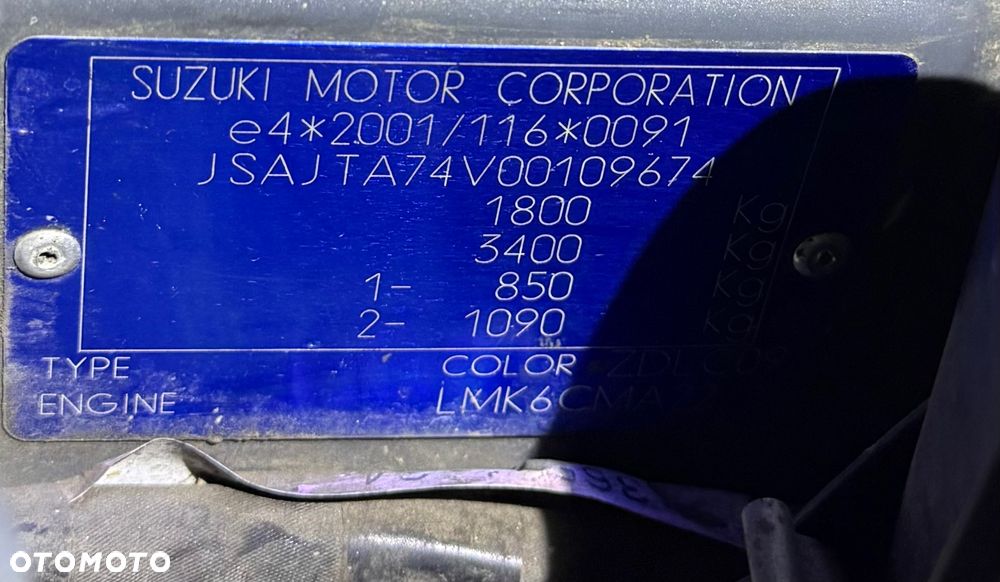 SUZUKI MOTOR CORPORATION
e4*2001/116*0091
JSAJTA74V00109674
1800 Kg
3400 Kg
1- 850 Kg
2- 1090 Kg
TYPE COLOR
ENGINE
OTOMOTO